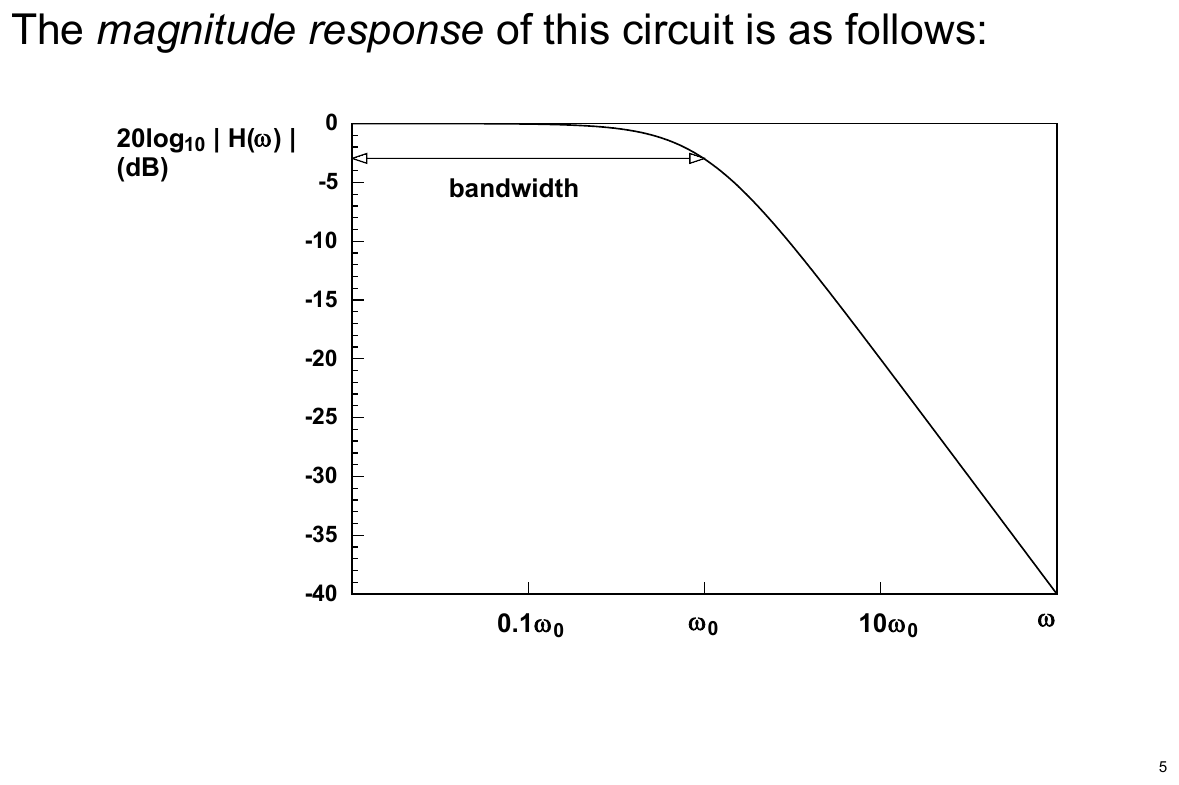 The magnitude response of this circuit is as follows:
20log₁₀ | H(ω) |
(dB)
0
-5
-10
-15
-20
-25
-30
-35
-40
bandwidth
0.1ω₀
ω₀
10ω₀
ω
5